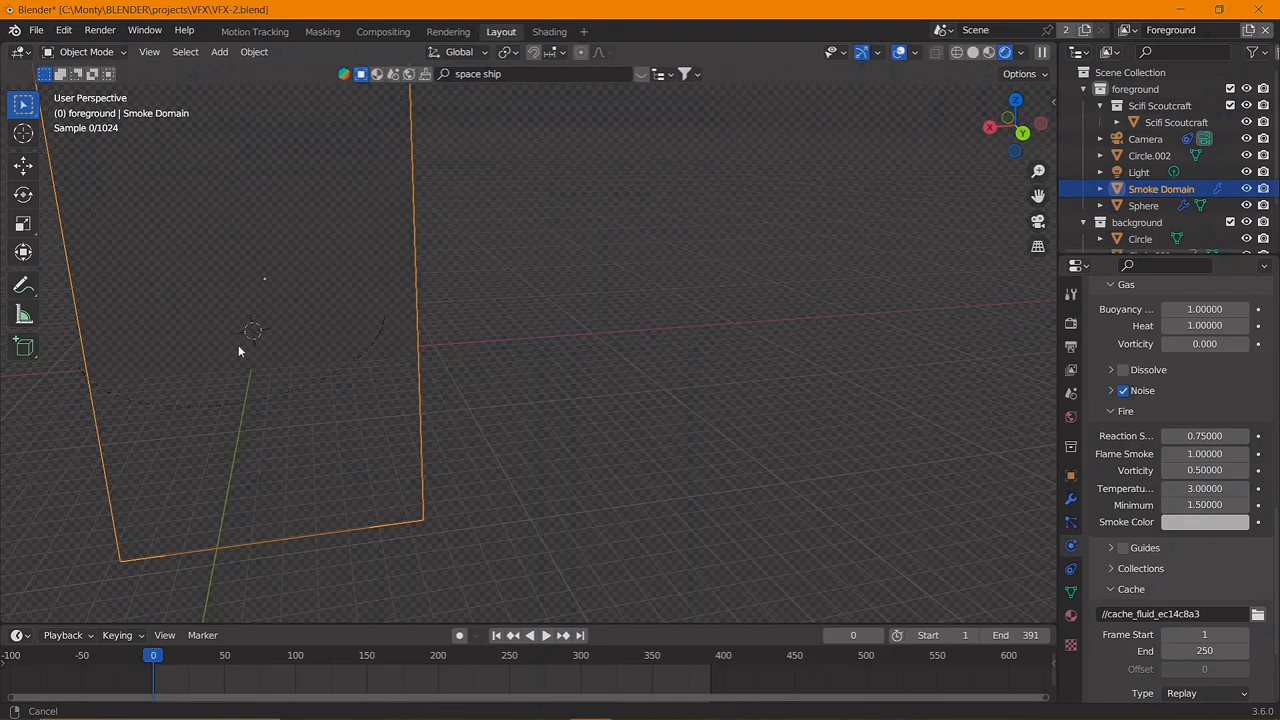 Blender* [C:\Monty\BLENDER\projects\VFX\VFX-2.blend]
File Edit Render Window Help
Motion Tracking Masking Compositing Rendering Layout Shading +
Scene 2
Foreground
Object Mode View Select Add Object
Global
space ship
Options
User Perspective
(0) foreground | Smoke Domain
Sample 0/1024
Z
X
Y
Scene Collection
foreground
Scifi Scoutcraft
Scifi Scoutcraft
Camera
Circle.002
Light
Smoke Domain
Sphere
background
Circle
Gas
Buoyancy ... 1.00000
Heat 1.00000
Vorticity 0.000
Dissolve
Noise
Fire
Reaction S... 0.75000
Flame Smoke 1.00000
Vorticity 0.50000
Temperatu... 3.00000
Minimum 1.50000
Smoke Color
Guides
Collections
Cache
//cache_fluid_ec14c8a3
Frame Start 1
End 250
Offset 0
Type Replay
Playback Keying View Marker
0
Start 1
End 391
-100 -50 0 50 100 150 200 250 300 350 400 450 500 550 600
Cancel
3.6.0